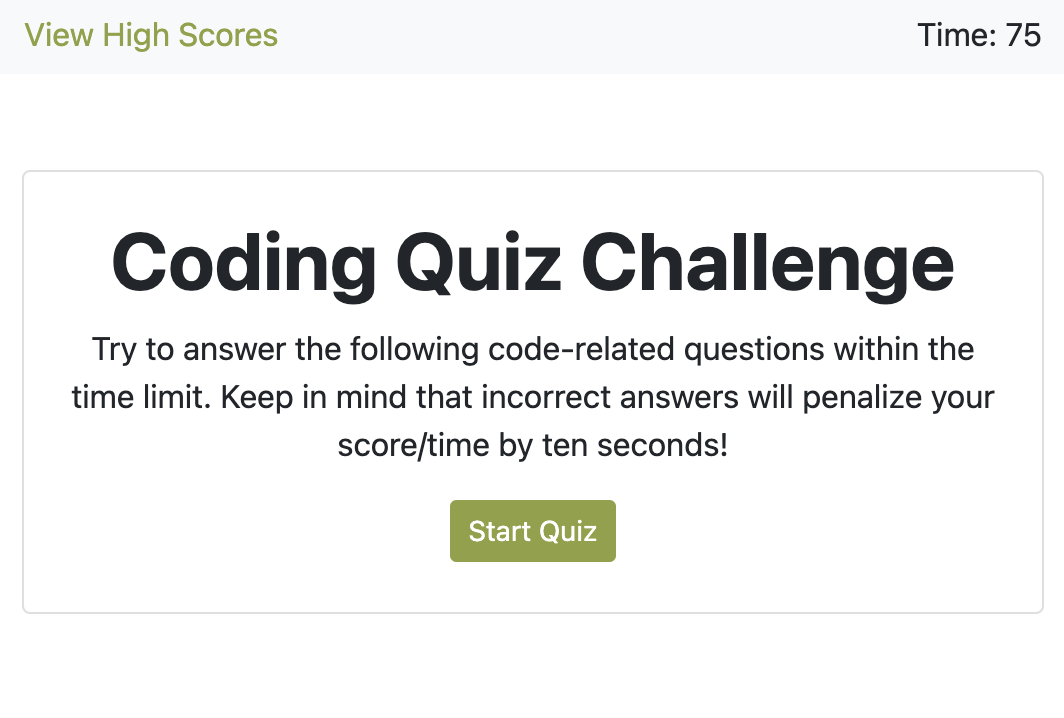 View High Scores
Time: 75
Coding Quiz Challenge
Try to answer the following code-related questions within the
time limit. Keep in mind that incorrect answers will penalize your
score/time by ten seconds!
Start Quiz